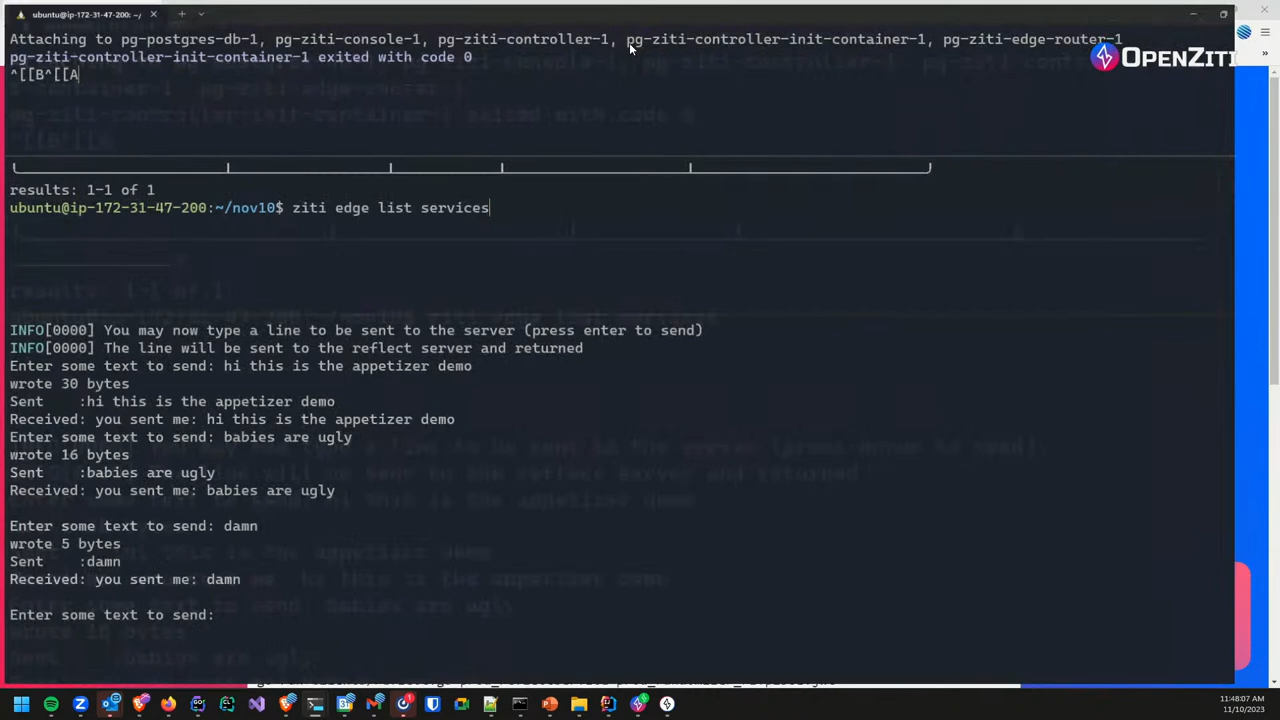 ubuntu@ip-172-31-47-200: ~/
Attaching to pg-postgres-db-1, pg-ziti-console-1, pg-ziti-controller-1, pg-ziti-controller-init-container-1, pg-ziti-edge-router-1
pg-ziti-controller-init-container-1 exited with code 0
^[[B^[[A
OPENZITI
results: 1-1 of 1
ubuntu@ip-172-31-47-200:~/nov10$ ziti edge list services
INFO[0000] You may now type a line to be sent to the server (press enter to send)
INFO[0000] The line will be sent to the reflect server and returned
Enter some text to send: hi this is the appetizer demo
wrote 30 bytes
Sent    :hi this is the appetizer demo
Received: you sent me: hi this is the appetizer demo
Enter some text to send: babies are ugly
wrote 16 bytes
Sent    :babies are ugly
Received: you sent me: babies are ugly
Enter some text to send: damn
wrote 5 bytes
Sent    :damn
Received: you sent me: damn
Enter some text to send:
11:48:07 AM
11/10/2023